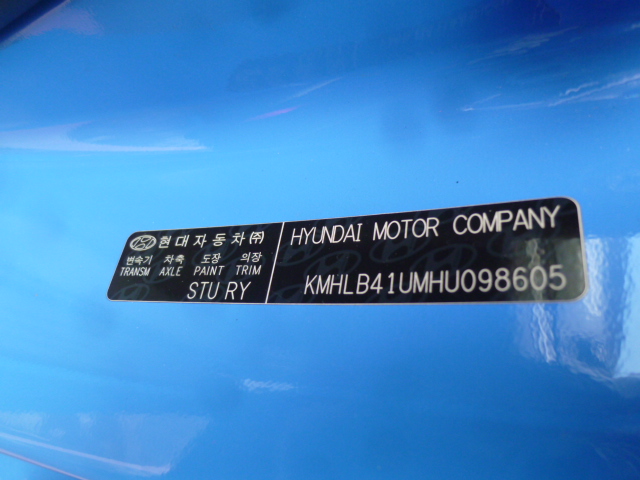 현대자동차㈜
변속기 차축 도장 의장
TRANSM AXLE PAINT TRIM
STU RY
HYUNDAI MOTOR COMPANY
KMHLB41UMHU098605